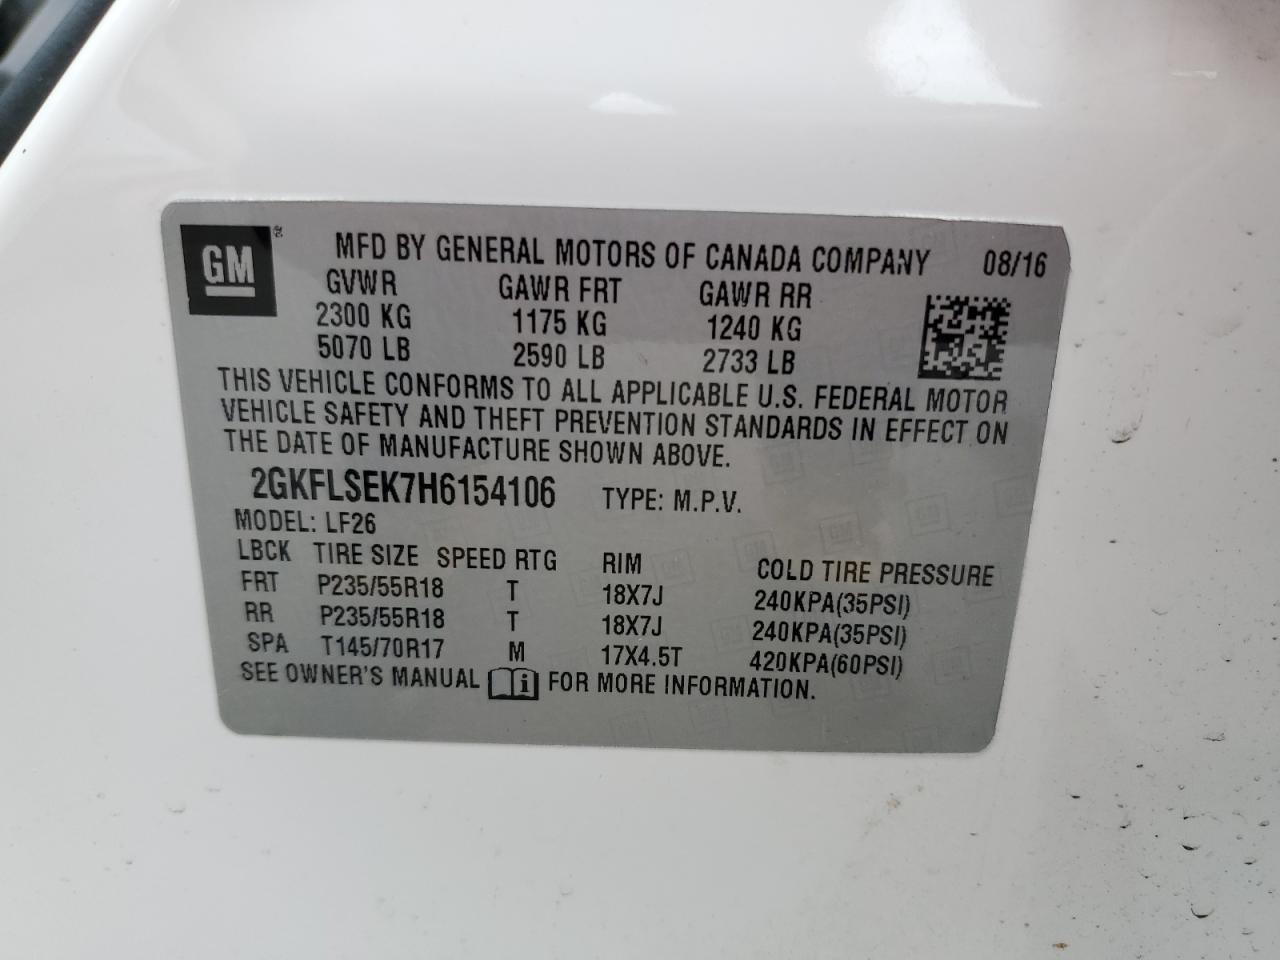 GM ®
MFD BY GENERAL MOTORS OF CANADA COMPANY 08/16
GVWR GAWR FRT GAWR RR
2300 KG 1175 KG 1240 KG
5070 LB 2590 LB 2733 LB
THIS VEHICLE CONFORMS TO ALL APPLICABLE U.S. FEDERAL MOTOR
VEHICLE SAFETY AND THEFT PREVENTION STANDARDS IN EFFECT ON
THE DATE OF MANUFACTURE SHOWN ABOVE.
2GKFLSEK7H6154106 TYPE: M.P.V.
MODEL: LF26
LBCK TIRE SIZE SPEED RTG RIM COLD TIRE PRESSURE
FRT P235/55R18 T 18X7J 240KPA(35PSI)
RR P235/55R18 T 18X7J 240KPA(35PSI)
SPA T145/70R17 M 17X4.5T 420KPA(60PSI)
SEE OWNER'S MANUAL i FOR MORE INFORMATION.